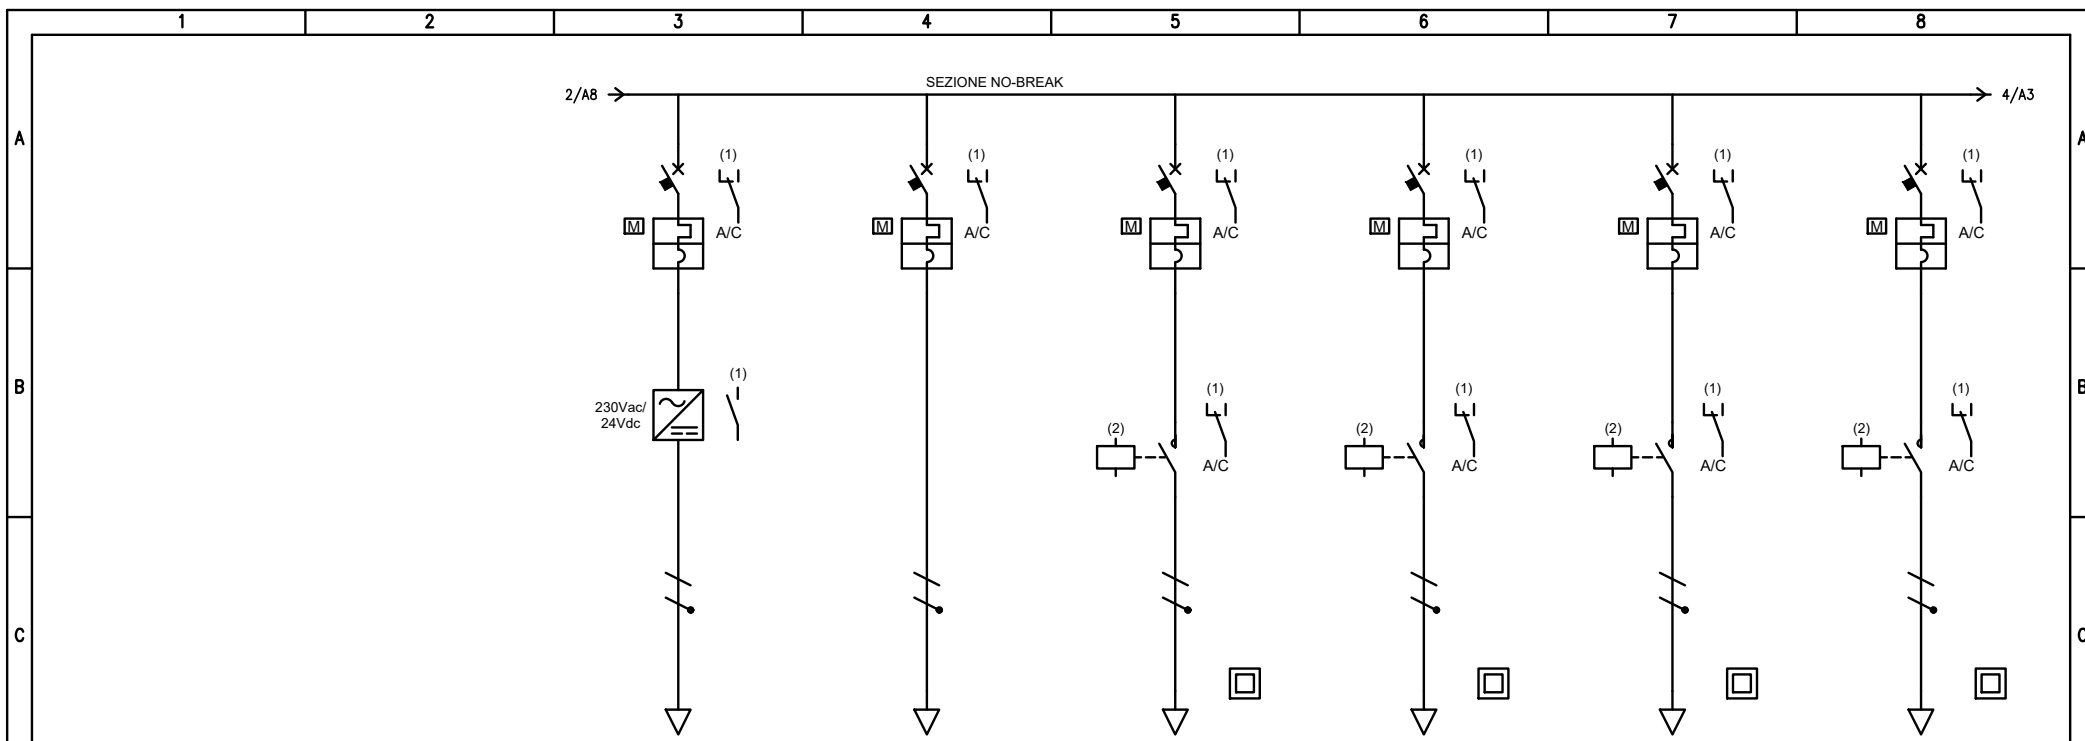 1 2 3 4 5 6 7 8
SEZIONE NO-BREAK
2/A8 4/A3
A A
(1) (1) (1) (1) (1) (1)
M A/C M A/C M A/C M A/C M A/C M A/C
(1)
B (1) (1) (1) (1) B
230Vac/
24Vdc
(2) (2) (2) (2)
A/C A/C A/C A/C
C C